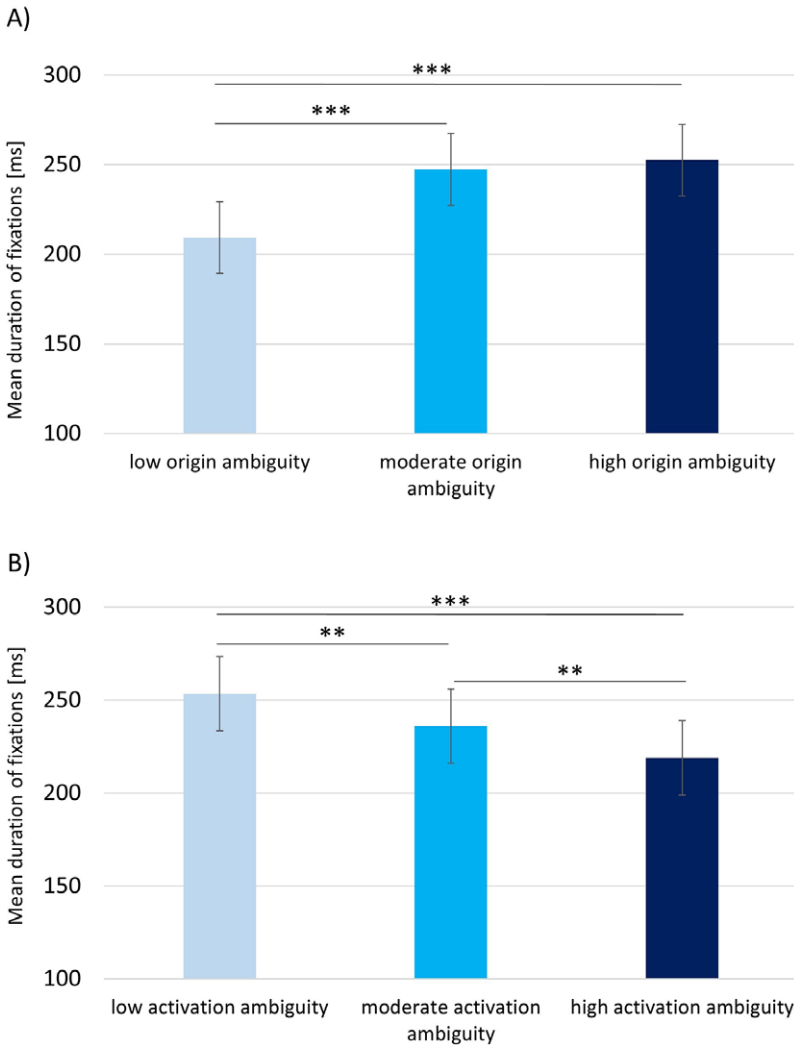 A)
Mean duration of fixations [ms]
300
250
200
150
100
***
***
low origin ambiguity
moderate origin
ambiguity
high origin ambiguity
B)
Mean duration of fixations [ms]
300
250
200
150
100
***
**
**
low activation ambiguity
moderate activation
ambiguity
high activation ambiguity